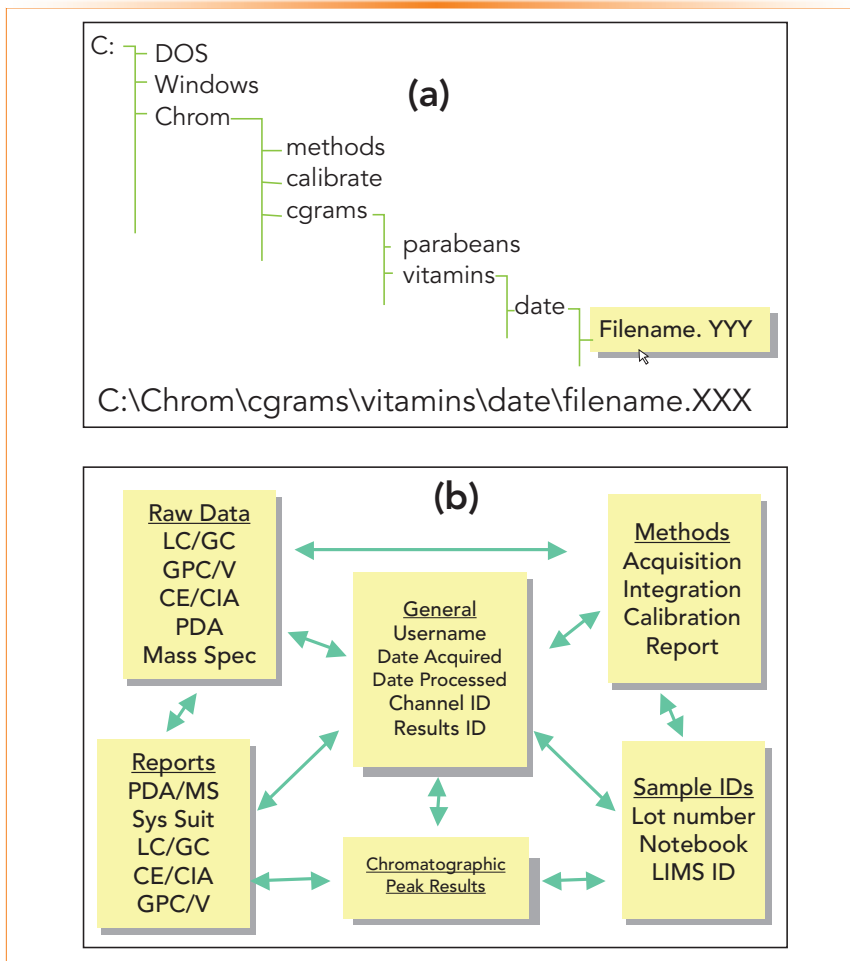 C:
DOS
Windows
(a)
Chrom
methods
calibrate
cgrams
parabeans
vitamins
date
Filename. YYY
C:\Chrom\cgrams\vitamins\date\filename.XXX
(b)
Raw Data
LC/GC
GPC/V
CE/CIA
PDA
Mass Spec
Methods
Acquisition
Integration
Calibration
Report
General
Username
Date Acquired
Date Processed
Channel ID
Results ID
Reports
PDA/MS
Sys Suit
LC/GC
CE/CIA
GPC/V
Chromatographic
Peak Results
Sample IDs
Lot number
Notebook
LIMS ID